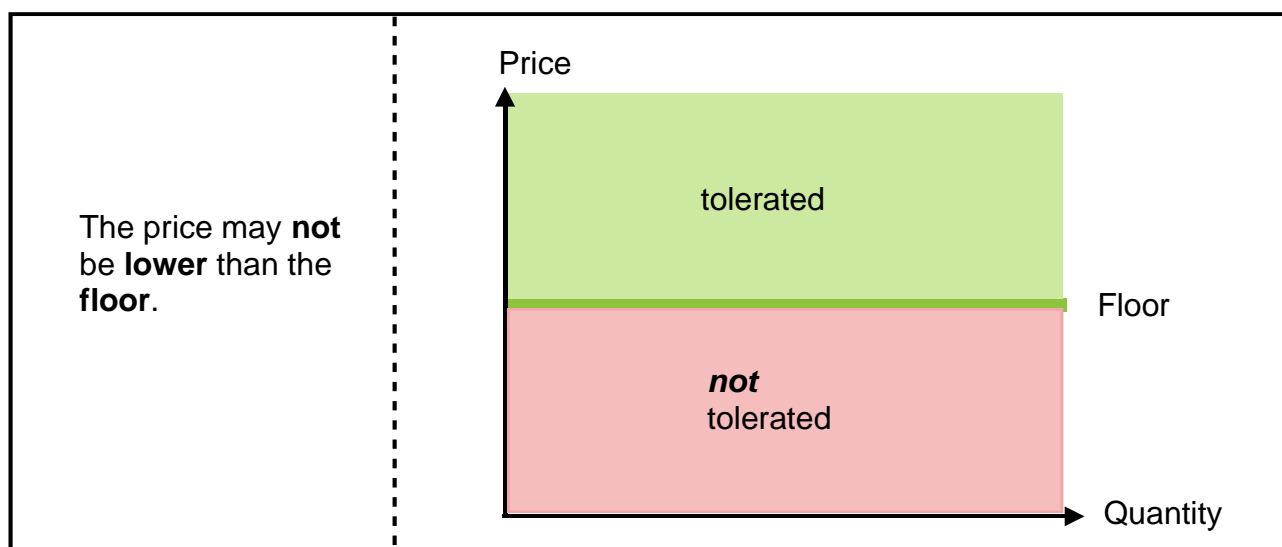 The price may not
be lower than the
floor.
Price
tolerated
Floor
not
tolerated
Quantity